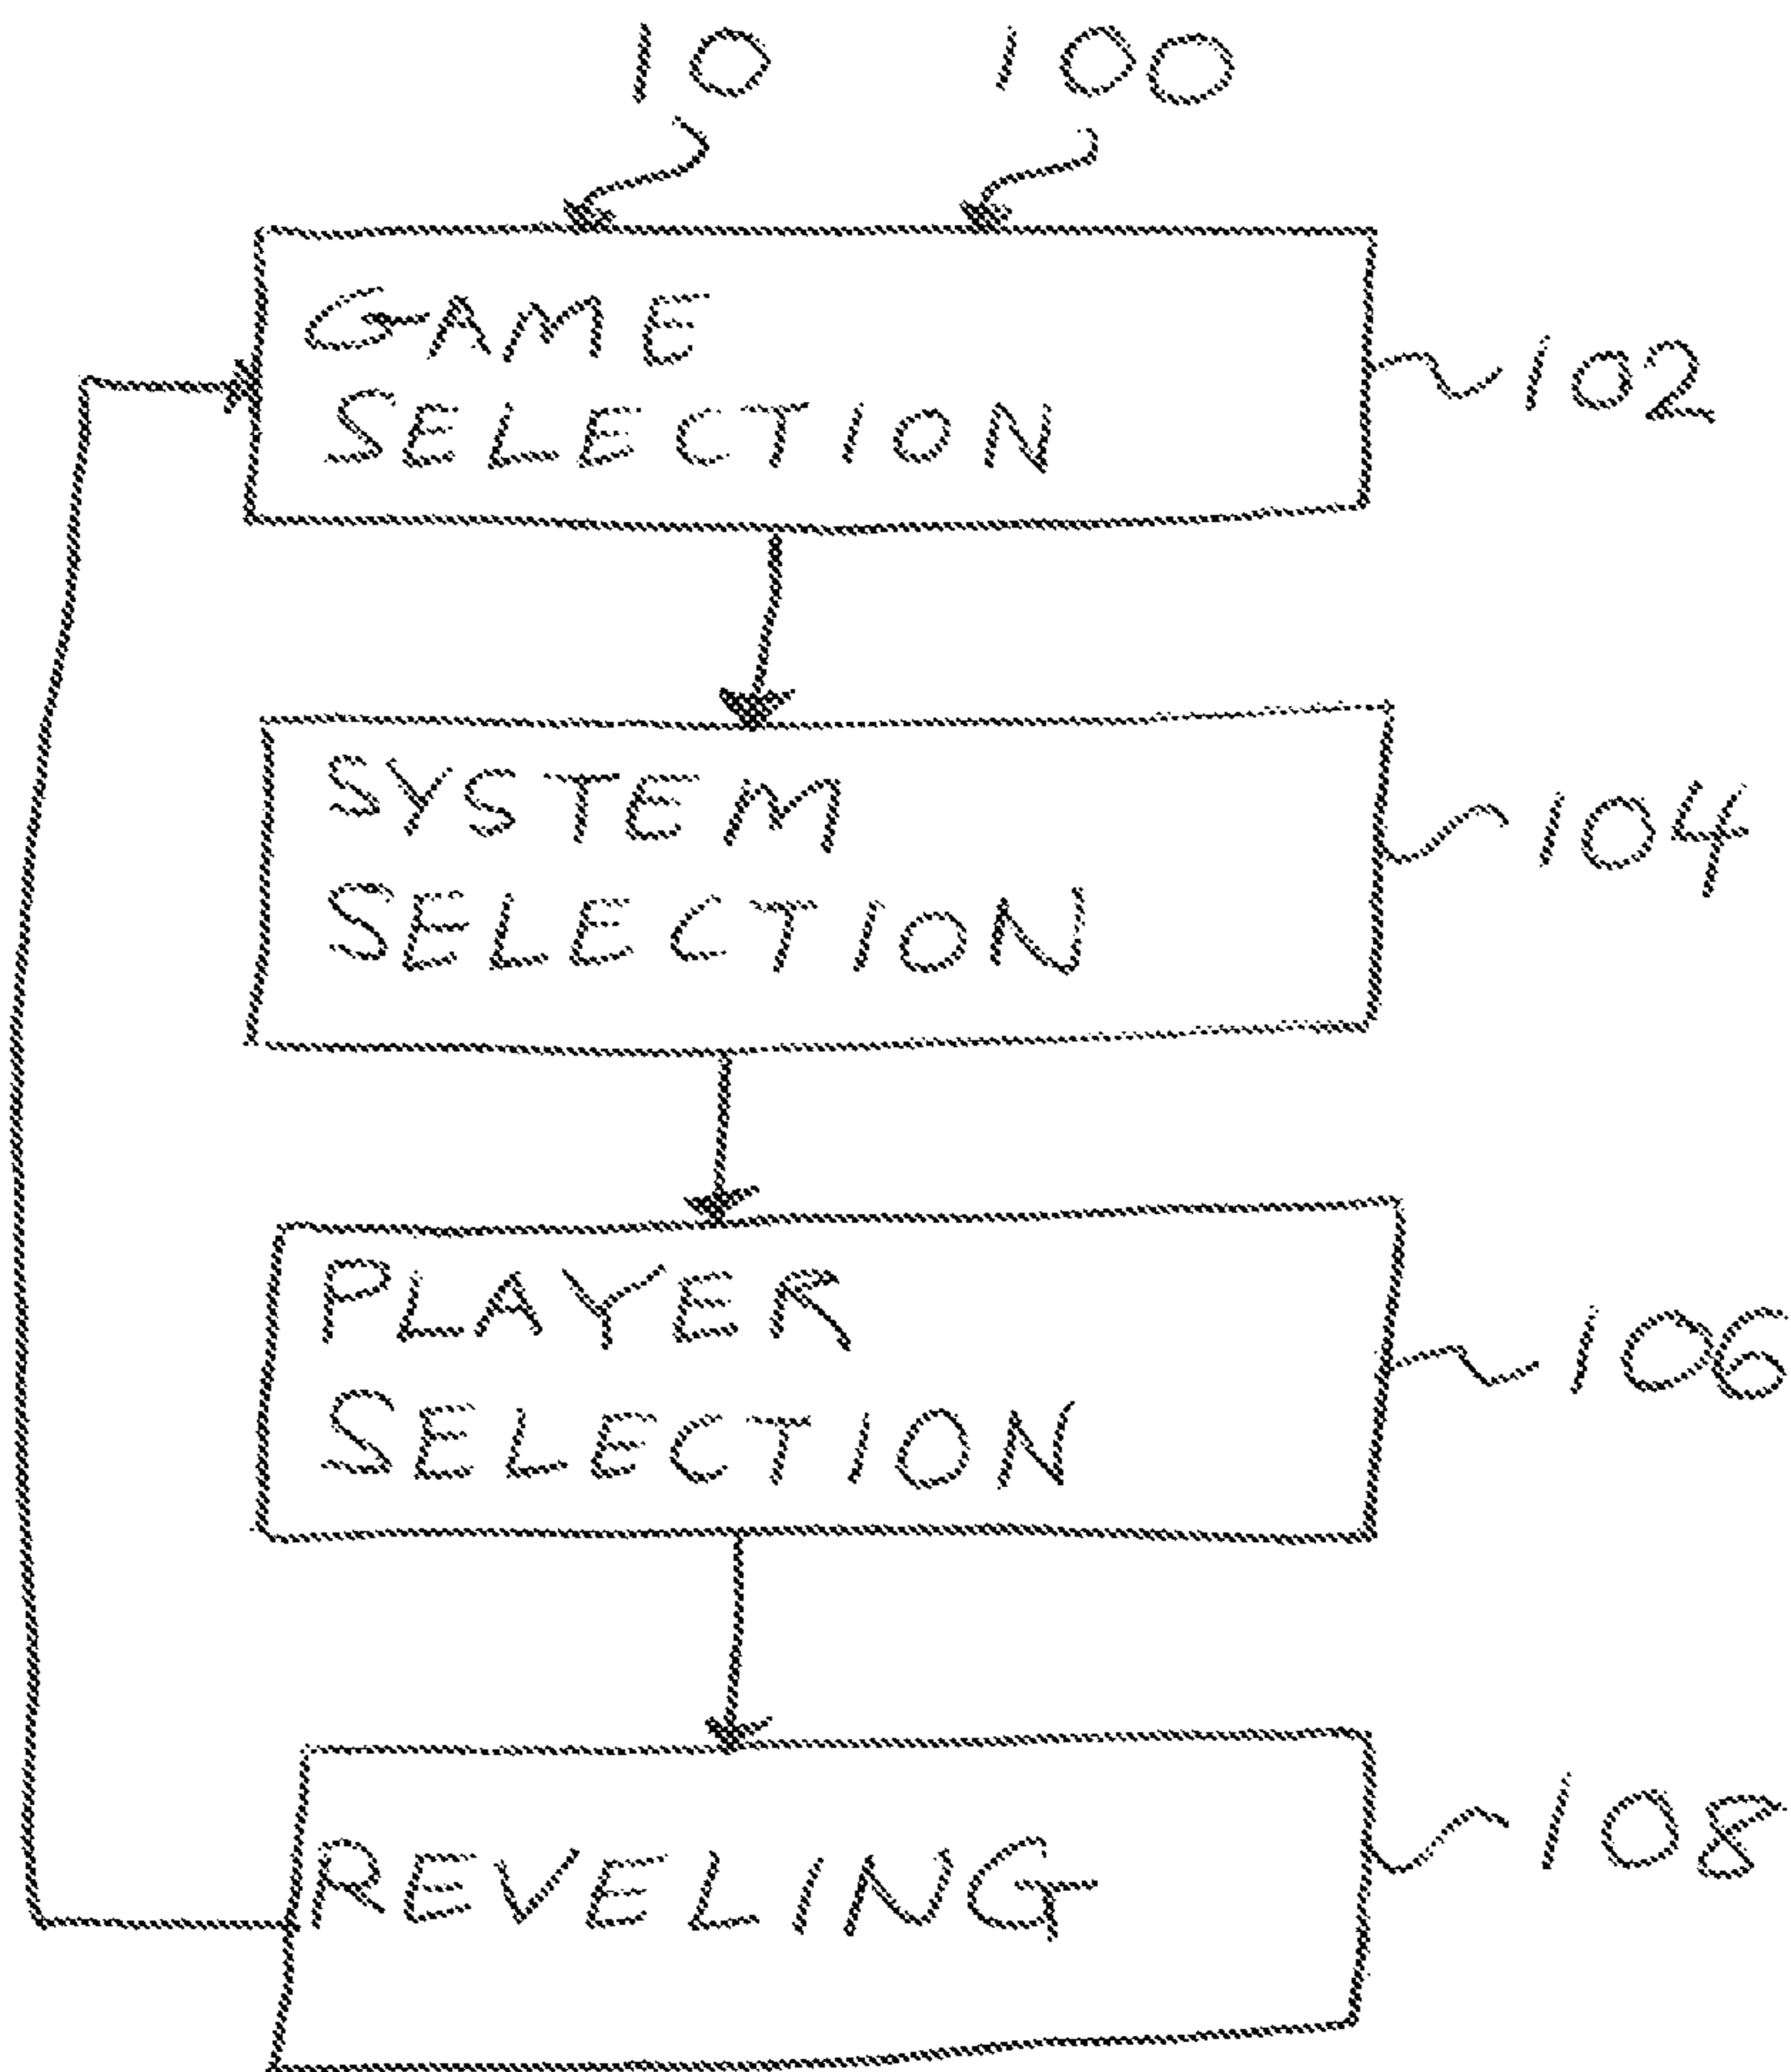 10 100
GAME
SELECTION
102
SYSTEM
SELECTION
104
PLAYER
SELECTION
106
REVELING
108